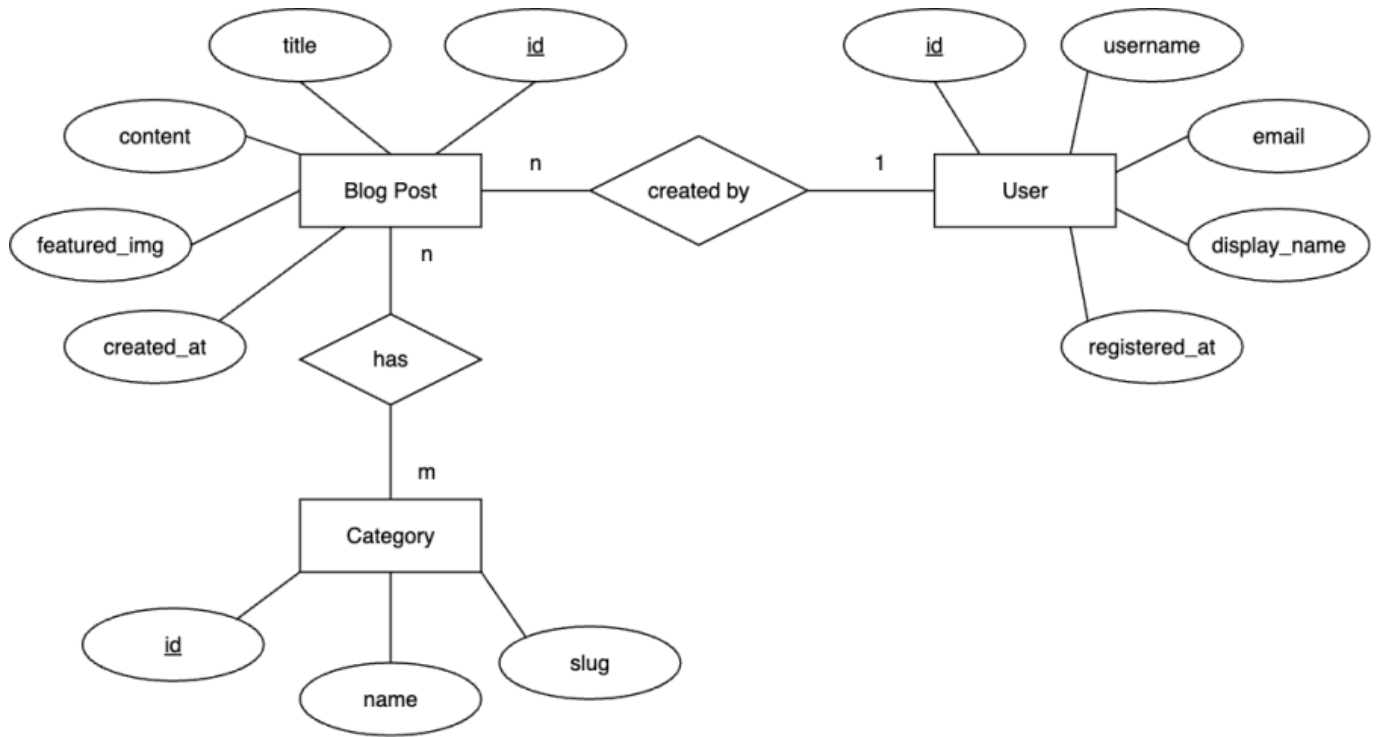 title
id
id
username
content
email
Blog Post
n
created by
1
User
featured_img
display_name
n
created_at
has
registered_at
m
Category
id
slug
name